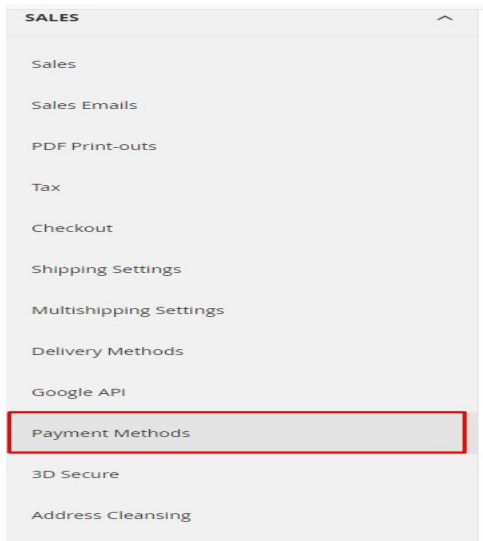 SALES
Sales
Sales Emails
PDF Print-outs
Tax
Checkout
Shipping Settings
Multishipping Settings
Delivery Methods
Google API
Payment Methods
3D Secure
Address Cleansing